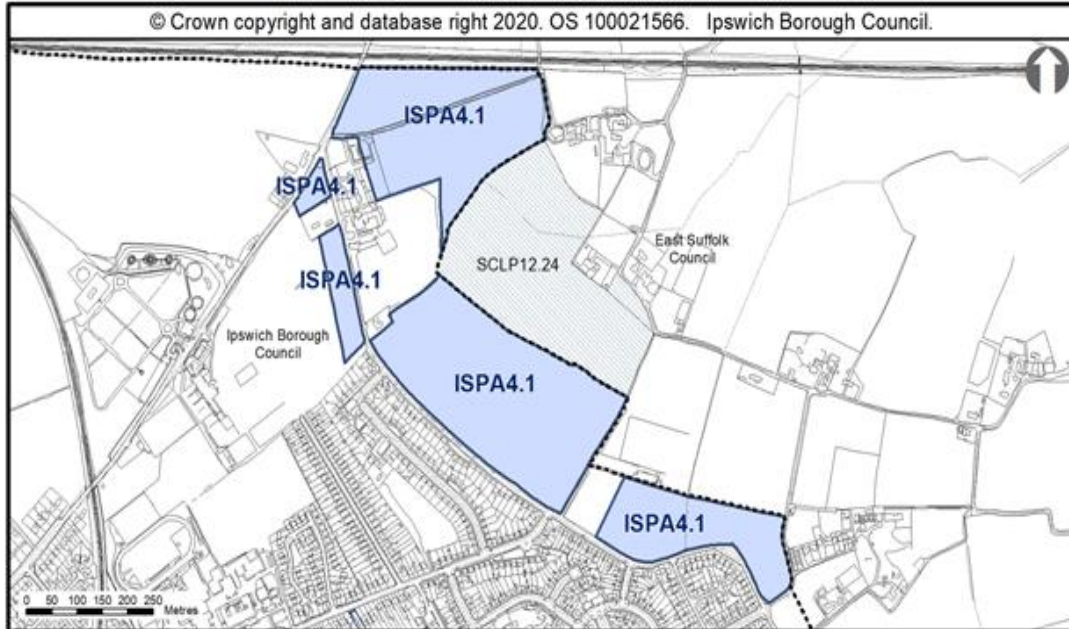 © Crown copyright and database right 2020. OS 100021566. Ipswich Borough Council.
ISPA4.1
ISPA4.1
ISPA4.1
SCLP12.24
East Suffolk
Council
Ipswich Borough
Council
ISPA4.1
ISPA4.1
0 50 100 150 200 250
Metres